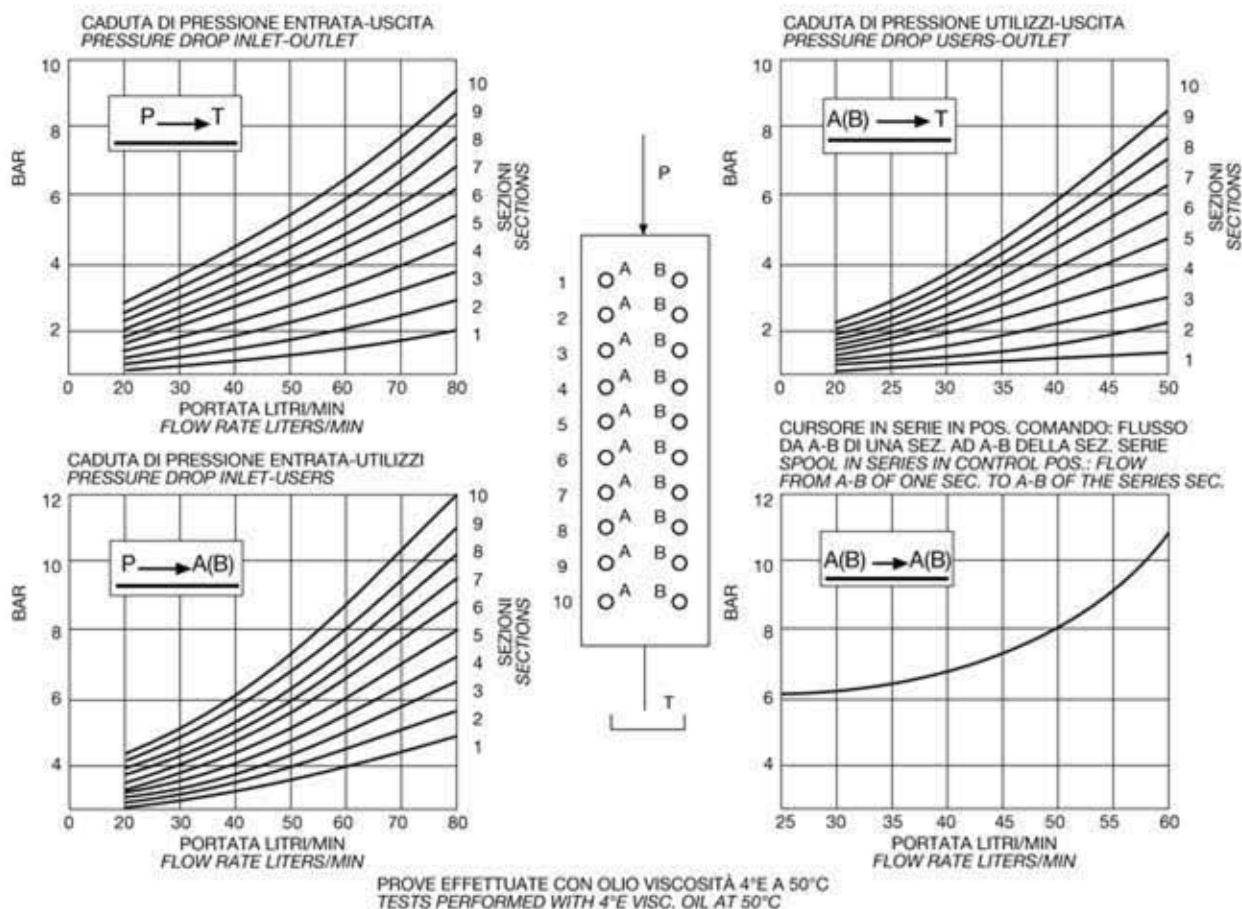 CADUTA DI PRESSIONE ENTRATA-USCITA
PRESSURE DROP INLET-OUTLET
10
8
6
4
2
BAR
P T
10
9
8
7
6
5
4
3
2
1
SEZIONI
SECTIONS
0 20 30 40 50 60 70 80
PORTATA LITRI/MIN
FLOW RATE LITERS/MIN
CADUTA DI PRESSIONE ENTRATA-UTILIZZI
PRESSURE DROP INLET-USERS
12
10
8
6
4
BAR
P A(B)
10
9
8
7
6
5
4
3
2
1
SEZIONI
SECTIONS
0 20 30 40 50 60 70 80
PORTATA LITRI/MIN
FLOW RATE LITERS/MIN
P
1 A B
2 A B
3 A B
4 A B
5 A B
6 A B
7 A B
8 A B
9 A B
10 A B
T
CADUTA DI PRESSIONE UTILIZZI-USCITA
PRESSURE DROP USERS-OUTLET
10
8
6
4
2
BAR
A(B) T
10
9
8
7
6
5
4
3
2
1
SEZIONI
SECTIONS
0 20 25 30 35 40 45 50
PORTATA LITRI/MIN
FLOW RATE LITERS/MIN
CURSORE IN SERIE IN POS. COMANDO: FLUSSO
DA A-B DI UNA SEZ. AD A-B DELLA SEZ. SERIE
SPOOL IN SERIES IN CONTROL POS.: FLOW
FROM A-B OF ONE SEC. TO A-B OF THE SERIES SEC.
12
10
8
6
4
BAR
A(B) A(B)
25 30 35 40 45 50 55 60
PORTATA LITRI/MIN
FLOW RATE LITERS/MIN
PROVE EFFETTUATE CON OLIO VISCOSITÀ 4°E A 50°C
TESTS PERFORMED WITH 4°E VISC. OIL AT 50°C